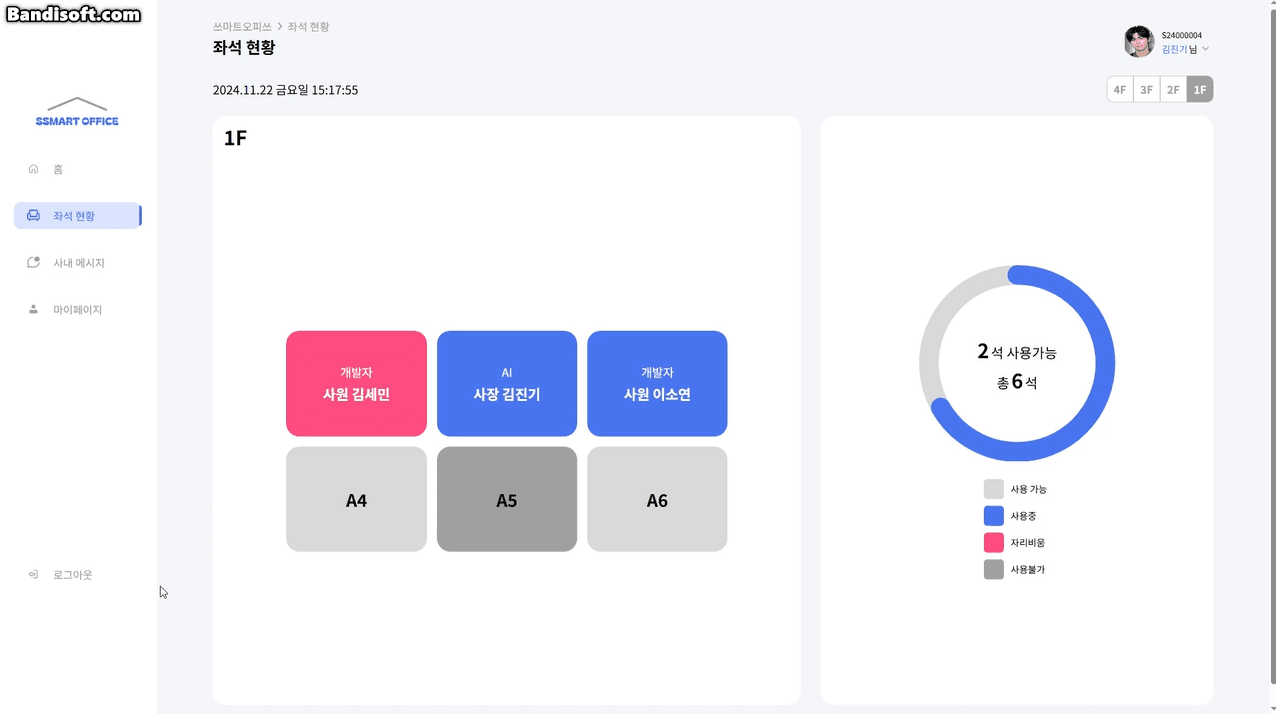 Bandisoft.com
쓰마트오피쓰 > 좌석 현황
좌석 현황
S24000004
김진기 님
2024.11.22 금요일 15:17:55
4F 3F 2F 1F
SSMART OFFICE
홈
좌석 현황
사내 메시지
마이페이지
로그아웃
1F
개발자
사원 김세민
AI
사장 김진기
개발자
사원 이소연
A4
A5
A6
2 석 사용가능
총 6 석
사용 가능
사용중
자리비움
사용불가